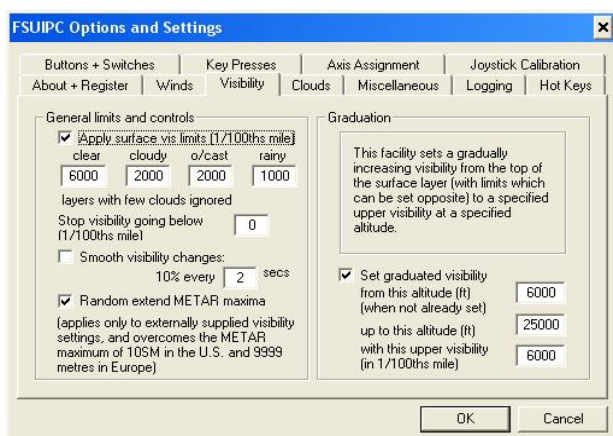 FSUIPC Options and Settings
Buttons + Switches Key Presses Axis Assignment Joystick Calibration
About + Register Winds Visibility Clouds Miscellaneous Logging Hot Keys
General limits and controls
Apply surface vis limits (1/100ths mile)
clear cloudy o/cast rainy
6000 2000 2000 1000
layers with few clouds ignored
Stop visibility going below
(1/100ths mile)
0
Smooth visibility changes:
10% every 2 secs
Random extend METAR maxima
(applies only to externally supplied visibility
settings, and overcomes the METAR
maximum of 10SM in the U.S. and 9999
metres in Europe)
Graduation
This facility sets a gradually
increasing visibility from the top of
the surface layer (with limits which
can be set opposite) to a specified
upper visibility at a specified
altitude.
Set graduated visibility
from this altitude (ft) 6000
(when not already set)
up to this altitude (ft) 25000
with this upper visibility 6000
(in 1/100ths mile)
OK Cancel